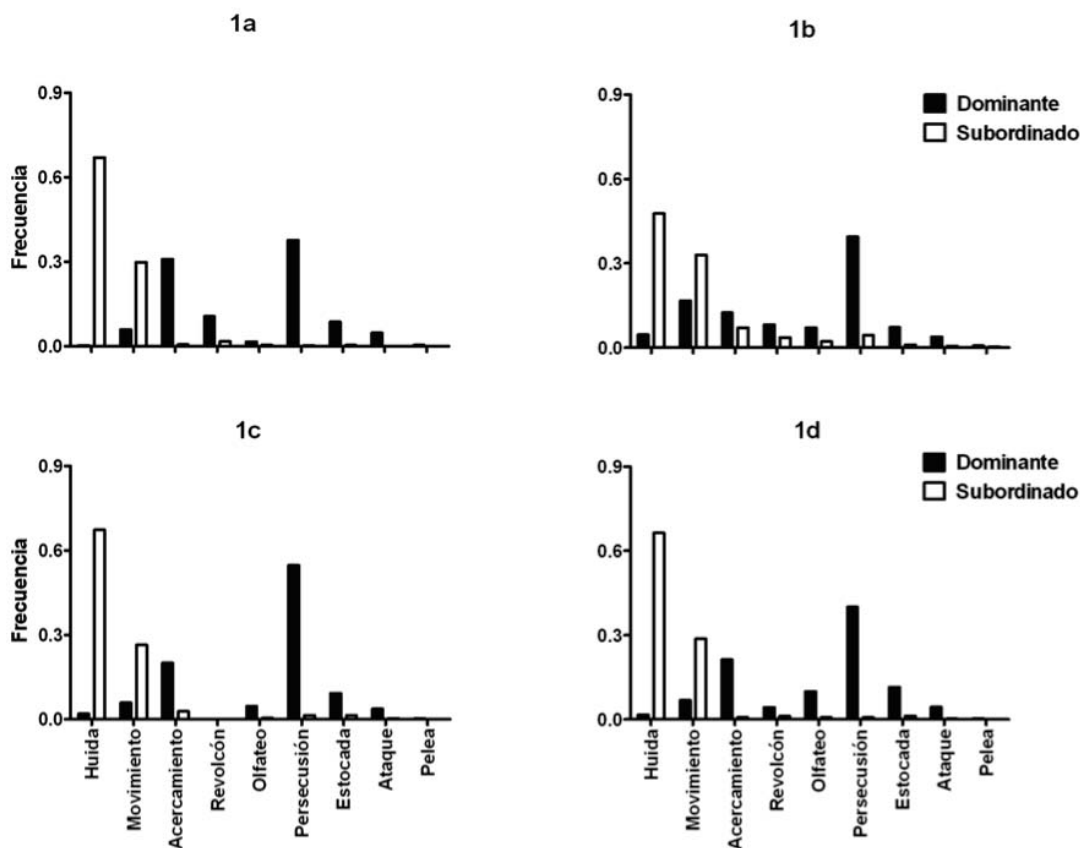 1a
0.9
0.6
0.3
0.0
Frecuencia
1b
0.9
0.6
0.3
0.0
Dominante
Subordinado
1c
0.9
0.6
0.3
0.0
Frecuencia
Huida
Movimiento
Acercamiento
Revolcón
Olfateo
Persecusión
Estocada
Ataque
Pelea
1d
0.9
0.6
0.3
0.0
Dominante
Subordinado
Huida
Movimiento
Acercamiento
Revolcón
Olfateo
Persecusión
Estocada
Ataque
Pelea